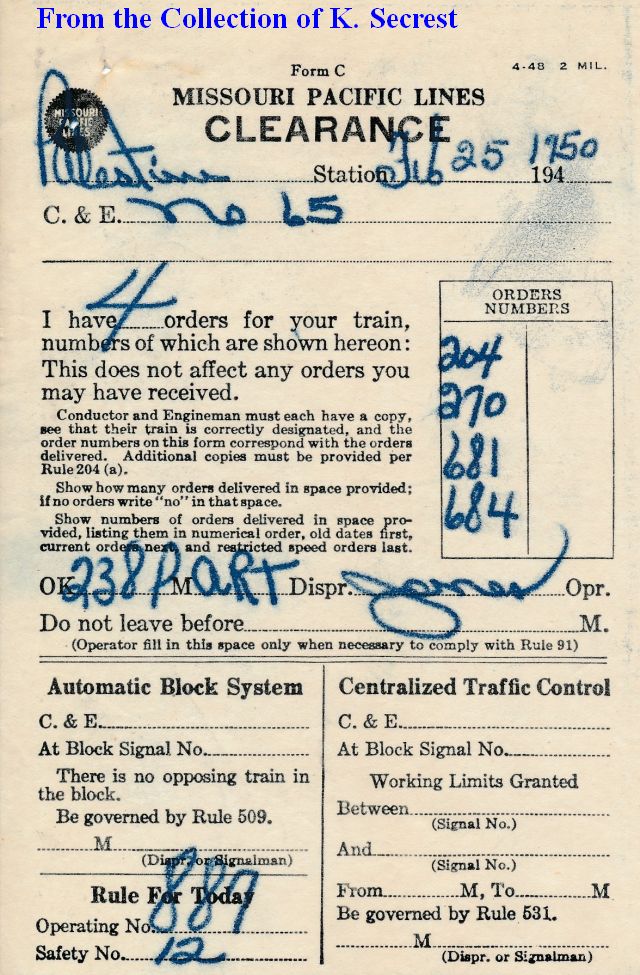 From the Collection of K. Secrest
Form C
4-48 2 MIL.
MISSOURI PACIFIC LINES
MISSOURI PACIFIC LINES
CLEARANCE
Palestine Station Feb 25 1950 194
C. & E. No 65
I have 4 orders for your train,
numbers of which are shown hereon:
This does not affect any orders you
may have received.
Conductor and Engineman must each have a copy,
see that their train is correctly designated, and the
order numbers on this form correspond with the orders
delivered. Additional copies must be provided per
Rule 204 (a).
Show how many orders delivered in space provided;
if no orders write "no" in that space.
Show numbers of orders delivered in space pro-
vided, listing them in numerical order, old dates first,
current orders next, and restricted speed orders last.
ORDERS
NUMBERS
204
270
681
684
OK 238 P M. ART Dispr. James Opr.
Do not leave before M.
(Operator fill in this space only when necessary to comply with Rule 91)
Automatic Block System
C. & E.
At Block Signal No.
There is no opposing train in
the block.
Be governed by Rule 509.
M
(Dispr. or Signalman)
Rule For Today
Operating No. 889
Safety No. 12
Centralized Traffic Control
C. & E.
At Block Signal No.
Working Limits Granted
Between
(Signal No.)
And
(Signal No.)
From M, To M
Be governed by Rule 531.
M
(Dispr. or Signalman)